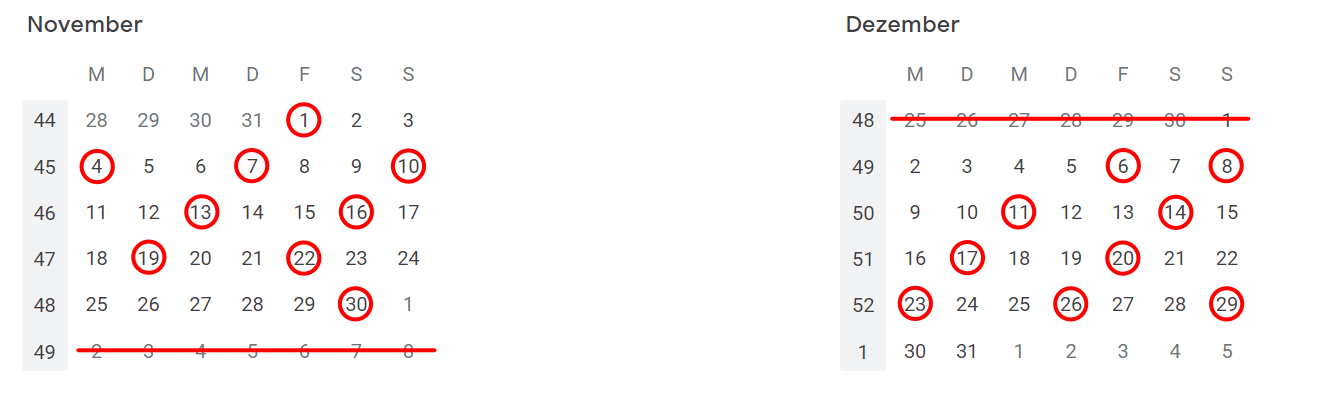 November
M D M D F S S
44 28 29 30 31 1 2 3
45 4 5 6 7 8 9 10
46 11 12 13 14 15 16 17
47 18 19 20 21 22 23 24
48 25 26 27 28 29 30 1
49 2 3 4 5 6 7 8
Dezember
M D M D F S S
48 25 26 27 28 29 30 1
49 2 3 4 5 6 7 8
50 9 10 11 12 13 14 15
51 16 17 18 19 20 21 22
52 23 24 25 26 27 28 29
1 30 31 1 2 3 4 5